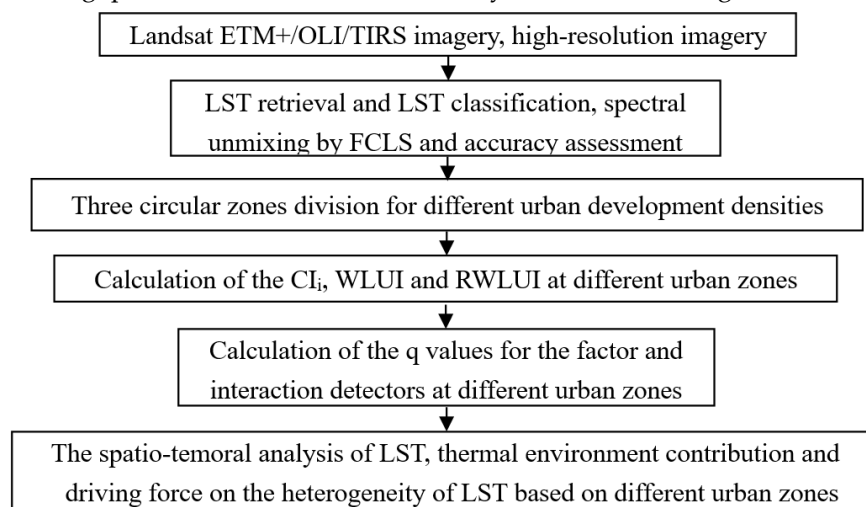 Landsat ETM+/OLI/TIRS imagery, high-resolution imagery
LST retrieval and LST classification, spectral
unmixing by FCLS and accuracy assessment
Three circular zones division for different urban development densities
Calculation of the CIi, WLUI and RWLUI at different urban zones
Calculation of the q values for the factor and
interaction detectors at different urban zones
The spatio-temoral analysis of LST, thermal environment contribution and
driving force on the heterogeneity of LST based on different urban zones